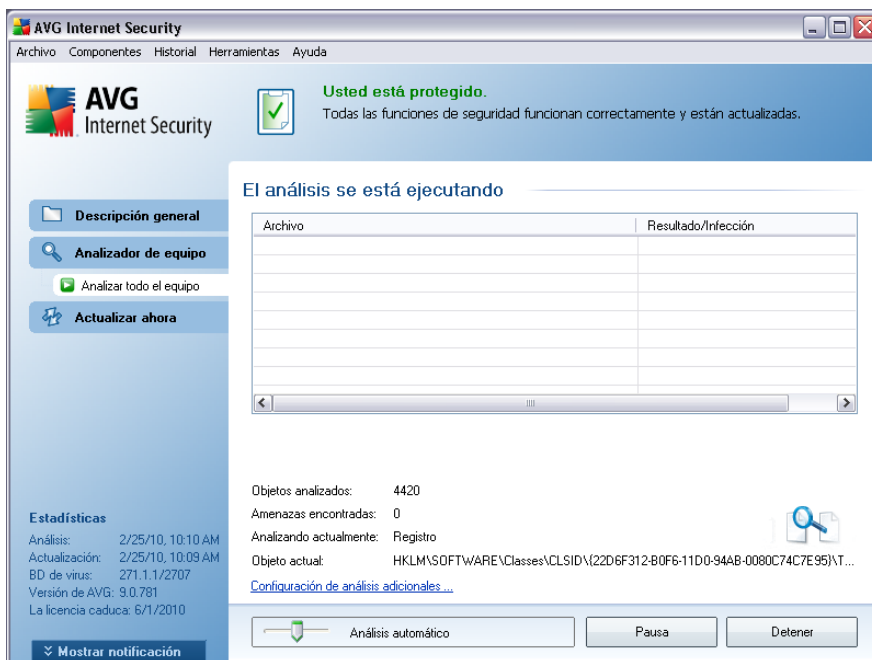 AVG Internet Security
Archivo Componentes Historial Herramientas Ayuda
AVG
Internet Security
Usted está protegido.
Todas las funciones de seguridad funcionan correctamente y están actualizadas.
Descripción general
Analizador de equipo
Analizar todo el equipo
Actualizar ahora
El análisis se está ejecutando
Archivo Resultado/Infección
Objetos analizados: 4420
Amenazas encontradas: 0
Analizando actualmente: Registro
Objeto actual: HKLM\SOFTWARE\Classes\CLSID\{22D6F312-B0F6-11D0-94AB-0080C74C7E95}\T...
Configuración de análisis adicionales ...
Estadísticas
Análisis: 2/25/10, 10:10 AM
Actualización: 2/25/10, 10:09 AM
BD de virus: 271.1.1/2707
Versión de AVG: 9.0.781
La licencia caduca: 6/1/2010
Mostrar notificación
Análisis automático
Pausa
Detener